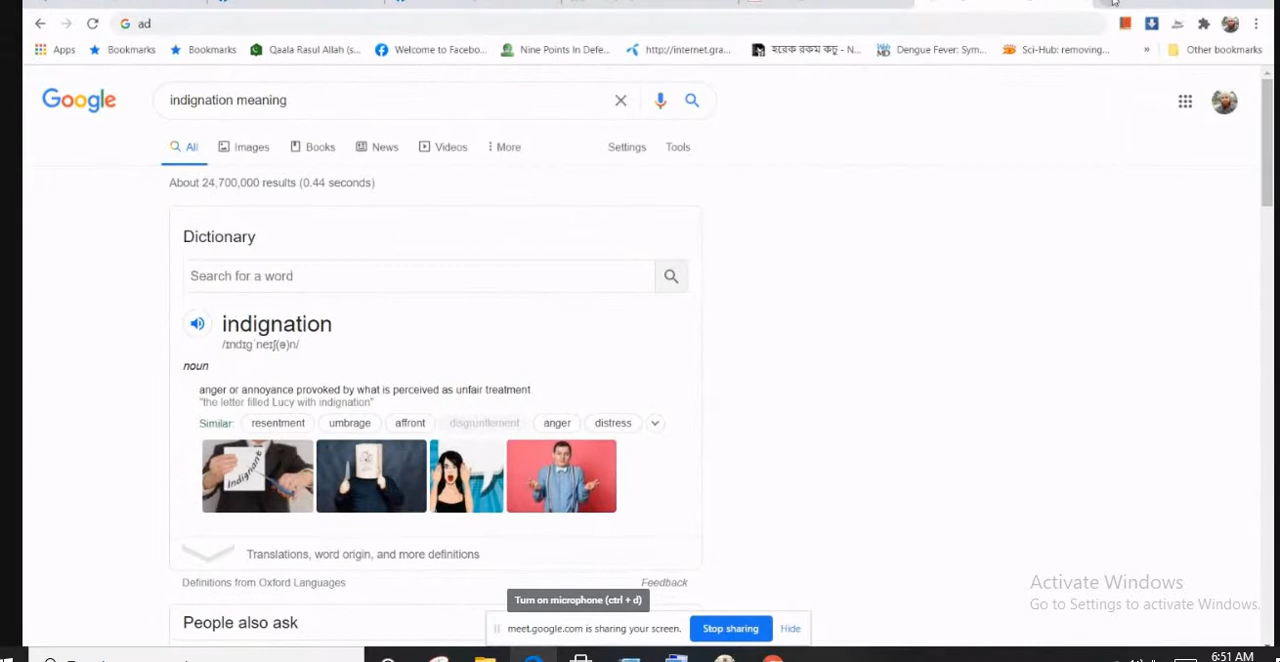 ad
Apps Bookmarks Bookmarks Qaala Rasul Allah (s... Welcome to Facebo... Nine Points In Defe... http://internet.gra... হরেক রকম কচু - N... Dengue Fever: Sym... Sci-Hub: removing... » Other bookmarks
Google indignation meaning
All Images Books News Videos More Settings Tools
About 24,700,000 results (0.44 seconds)
Dictionary
Search for a word
indignation
/ɪndɪɡˈneɪʃ(ə)n/
noun
anger or annoyance provoked by what is perceived as unfair treatment
"the letter filled Lucy with indignation"
Similar: resentment umbrage affront disgruntlement anger distress
Indignant
Translations, word origin, and more definitions
Definitions from Oxford Languages Feedback
Activate Windows
Go to Settings to activate Windows.
Turn on microphone (ctrl + d)
People also ask
meet.google.com is sharing your screen. Stop sharing Hide
6:51 AM